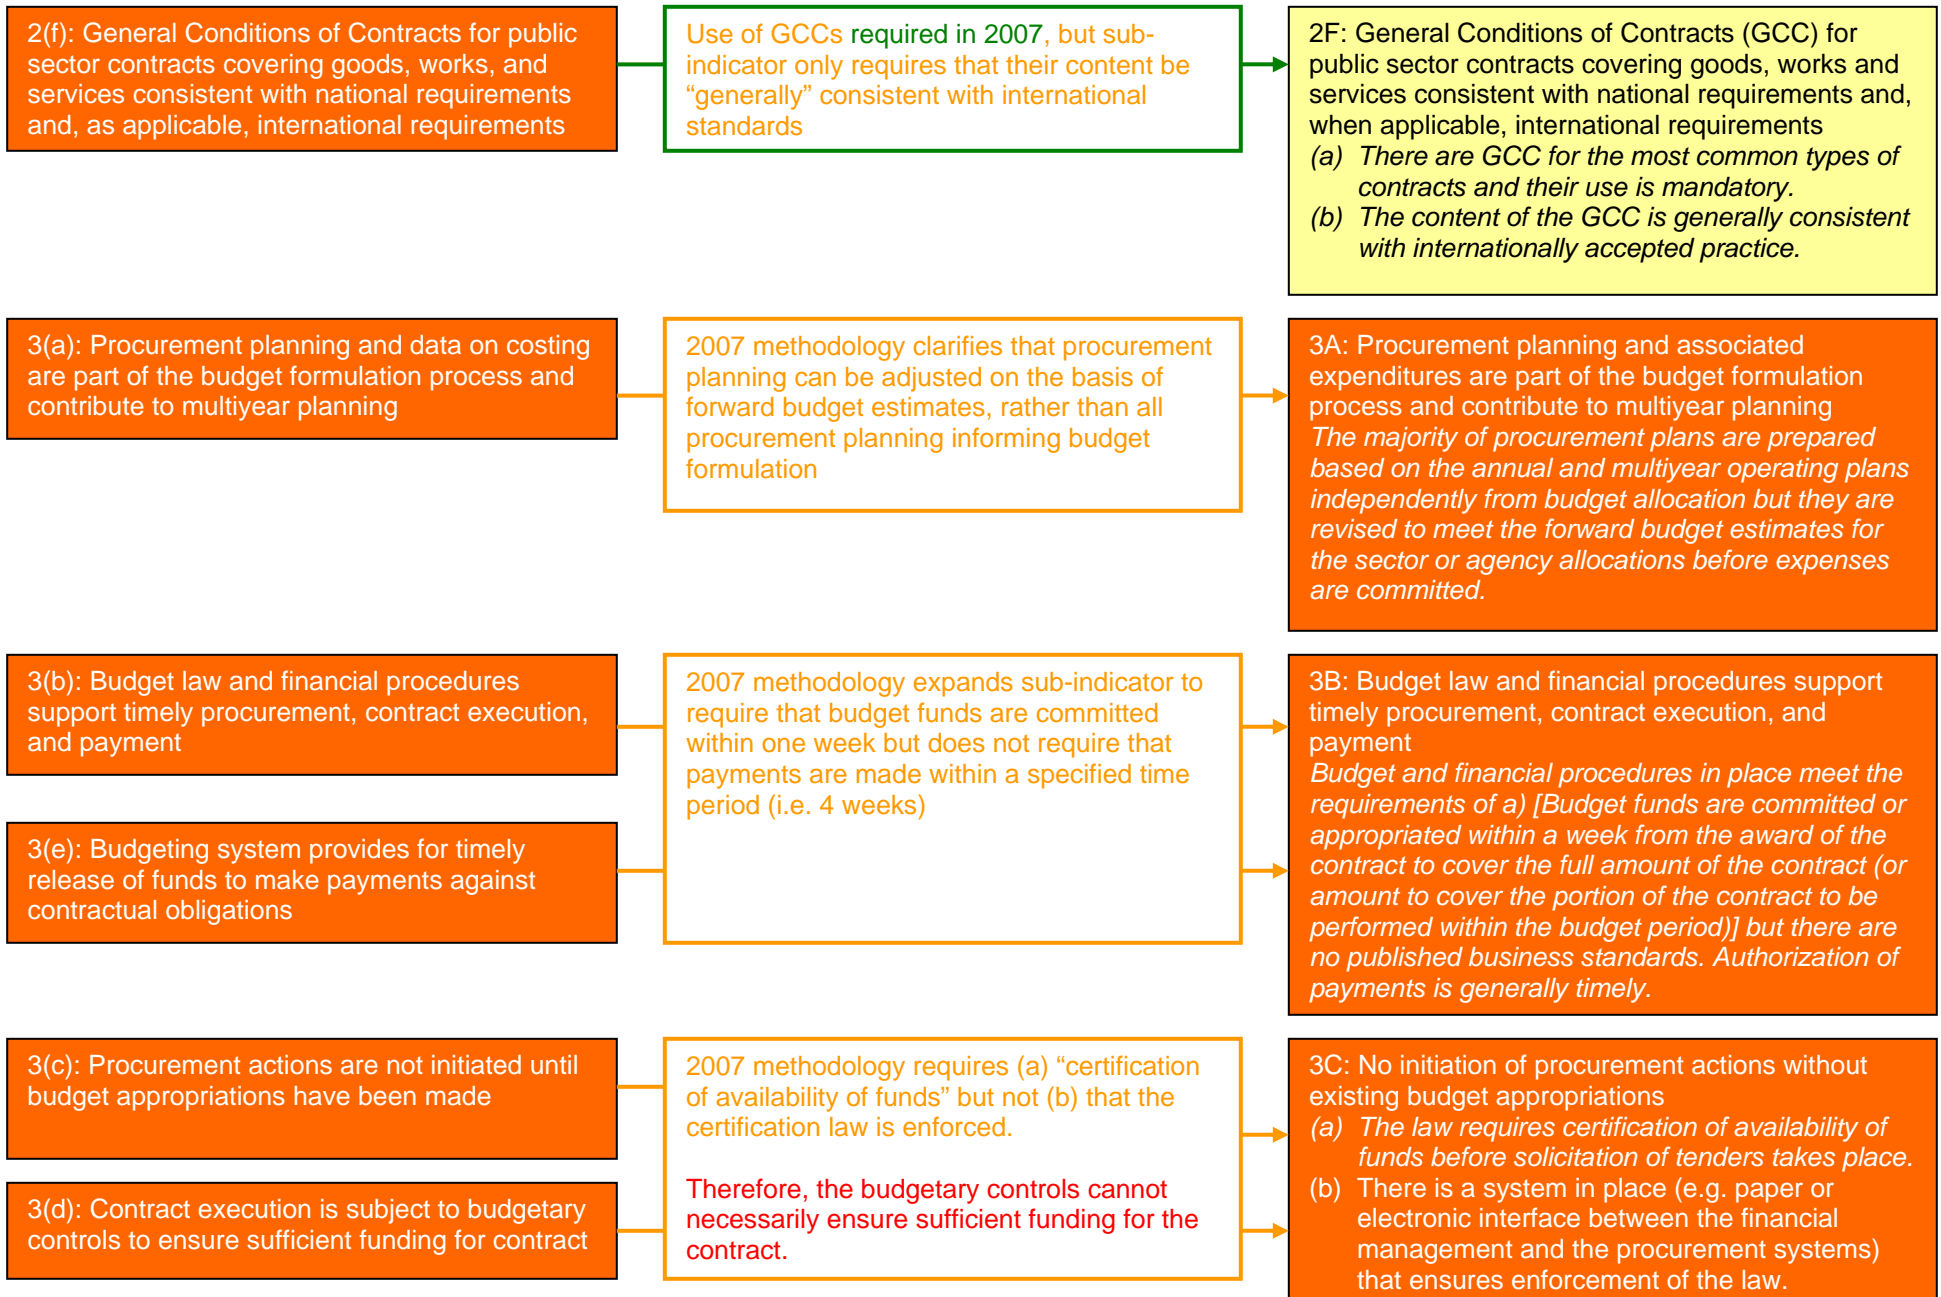 2(f): General Conditions of Contracts for public
sector contracts covering goods, works, and
services consistent with national requirements
and, as applicable, international requirements
Use of GCCs required in 2007, but sub-
indicator only requires that their content be
“generally” consistent with international
standards
2F: General Conditions of Contracts (GCC) for
public sector contracts covering goods, works and
services consistent with national requirements and,
when applicable, international requirements
(a) There are GCC for the most common types of
contracts and their use is mandatory.
(b) The content of the GCC is generally consistent
with internationally accepted practice.
3(a): Procurement planning and data on costing
are part of the budget formulation process and
contribute to multiyear planning
2007 methodology clarifies that procurement
planning can be adjusted on the basis of
forward budget estimates, rather than all
procurement planning informing budget
formulation
3A: Procurement planning and associated
expenditures are part of the budget formulation
process and contribute to multiyear planning
The majority of procurement plans are prepared
based on the annual and multiyear operating plans
independently from budget allocation but they are
revised to meet the forward budget estimates for
the sector or agency allocations before expenses
are committed.
3(b): Budget law and financial procedures
support timely procurement, contract execution,
and payment
3(e): Budgeting system provides for timely
release of funds to make payments against
contractual obligations
2007 methodology expands sub-indicator to
require that budget funds are committed
within one week but does not require that
payments are made within a specified time
period (i.e. 4 weeks)
3B: Budget law and financial procedures support
timely procurement, contract execution, and
payment
Budget and financial procedures in place meet the
requirements of a) [Budget funds are committed or
appropriated within a week from the award of the
contract to cover the full amount of the contract (or
amount to cover the portion of the contract to be
performed within the budget period)] but there are
no published business standards. Authorization of
payments is generally timely.
3(c): Procurement actions are not initiated until
budget appropriations have been made
3(d): Contract execution is subject to budgetary
controls to ensure sufficient funding for contract
2007 methodology requires (a) “certification
of availability of funds” but not (b) that the
certification law is enforced.
Therefore, the budgetary controls cannot
necessarily ensure sufficient funding for the
contract.
3C: No initiation of procurement actions without
existing budget appropriations
(a) The law requires certification of availability of
funds before solicitation of tenders takes place.
(b) There is a system in place (e.g. paper or
electronic interface between the financial
management and the procurement systems)
that ensures enforcement of the law.